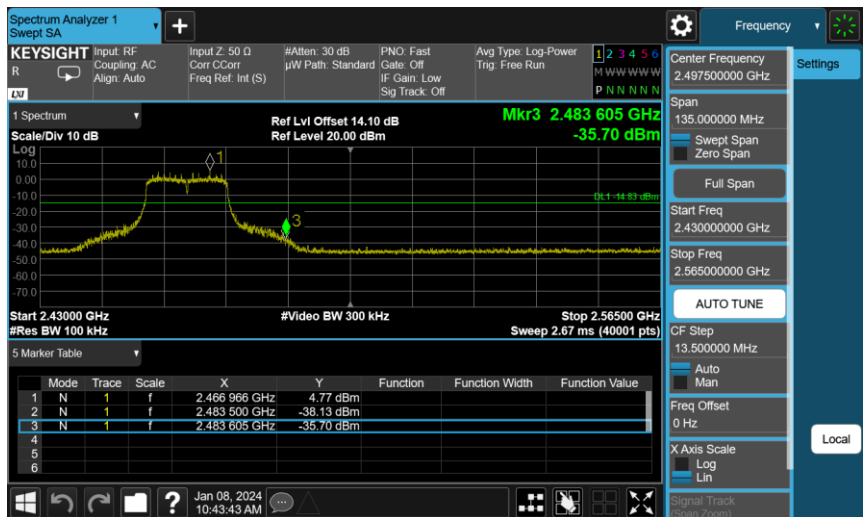 Spectrum Analyzer 1
Swept SA
+
Frequency
KEYSIGHT
R
LXI
Input: RF
Coupling: AC
Align: Auto
Input Z: 50 Ω
Corr CCorr
Freq Ref: Int (S)
#Atten: 30 dB
µW Path: Standard
PNO: Fast
Gate: Off
IF Gain: Low
Sig Track: Off
Avg Type: Log-Power
Trig: Free Run
1 2 3 4 5 6
M W W W W W
P N N N N N
1 Spectrum
Scale/Div 10 dB
Ref Lvl Offset 14.10 dB
Ref Level 20.00 dBm
Mkr3 2.483 605 GHz
-35.70 dBm
Log
10.0
0.00
-10.0
-20.0
-30.0
-40.0
-50.0
-60.0
-70.0
1
3
DL1 -14.83 dBm
Start 2.43000 GHz
#Res BW 100 kHz
#Video BW 300 kHz
Stop 2.56500 GHz
Sweep 2.67 ms (40001 pts)
5 Marker Table
Mode Trace Scale X Y Function Function Width Function Value
1 N 1 f 2.466 966 GHz 4.77 dBm
2 N 1 f 2.483 500 GHz -38.13 dBm
3 N 1 f 2.483 605 GHz -35.70 dBm
4
5
6
?
Jan 08, 2024
10:43:43 AM
Center Frequency
2.497500000 GHz
Span
135.000000 MHz
Swept Span
Zero Span
Full Span
Start Freq
2.430000000 GHz
Stop Freq
2.565000000 GHz
AUTO TUNE
CF Step
13.500000 MHz
Auto
Man
Freq Offset
0 Hz
X Axis Scale
Log
Lin
Signal Track
(Span Zoom)
Settings
Local